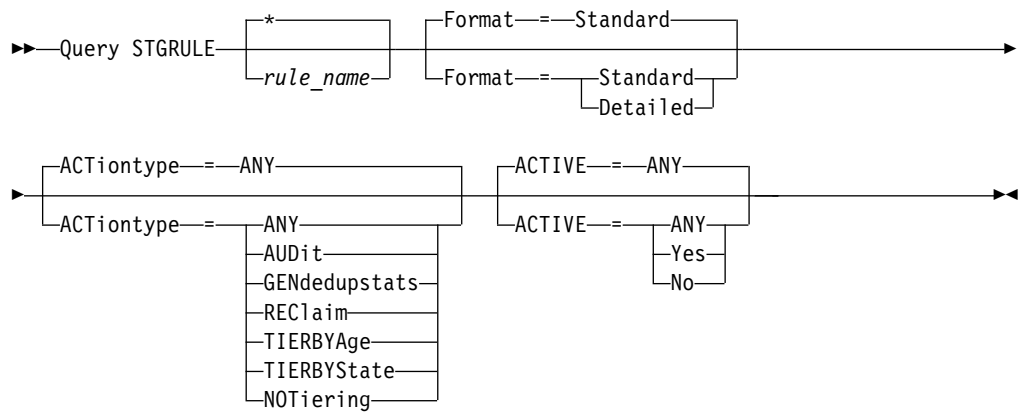 * Format = Standard
Query STGRULE
rule_name Format = Standard
Detailed
ACTiontype = ANY ACTIVE = ANY
ACTiontype = ANY ACTIVE = ANY
AUDit Yes
GENdedupstats No
REClaim
TIERBYAge
TIERBYState
NOTiering